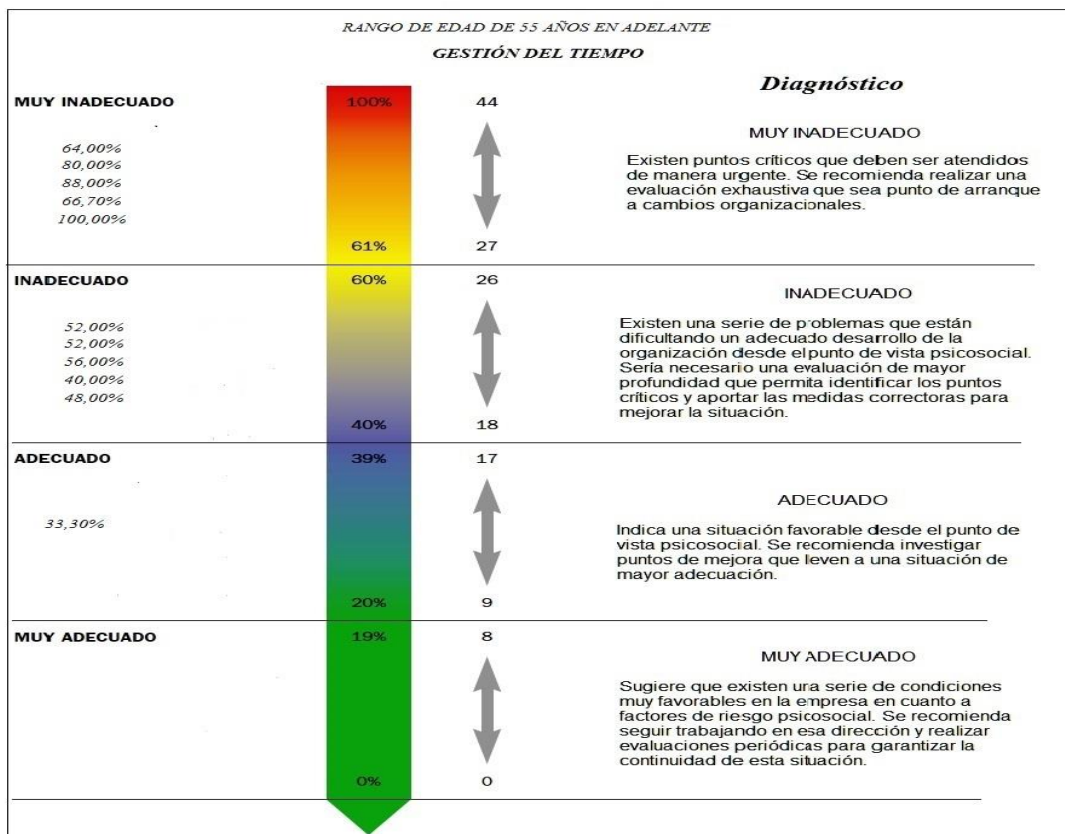 RANGO DE EDAD DE 55 AÑOS EN ADELANTE
GESTIÓN DEL TIEMPO
Diagnóstico
MUY INADECUADO
100%
44
64,00%
80,00%
88,00%
66,70%
100,00%
61%
27
MUY INADECUADO
Existen puntos críticos que deben ser atendidos
de manera urgente. Se recomienda realizar una
evaluación exhaustiva que sea punto de arranque
a cambios organizacionales.
INADECUADO
60%
26
52,00%
52,00%
56,00%
40,00%
48,00%
40%
18
INADECUADO
Existen una serie de problemas que están
dificultando un adecuado desarrollo de la
organización desde el punto de vista psicosocial.
Sería necesario una evaluación de mayor
profundidad que permita identificar los puntos
críticos y aportar las medidas correctoras para
mejorar la situación.
ADECUADO
39%
17
33,30%
20%
9
ADECUADO
Indica una situación favorable desde el punto de
vista psicosocial. Se recomienda investigar
puntos de mejora que lleven a una situación de
mayor adecuación.
MUY ADECUADO
19%
8
0%
0
MUY ADECUADO
Sugiere que existen una serie de condiciones
muy favorables en la empresa en cuanto a
factores de riesgo psicosocial. Se recomienda
seguir trabajando en esa dirección y realizar
evaluaciones periódicas para garantizar la
continuidad de esta situación.